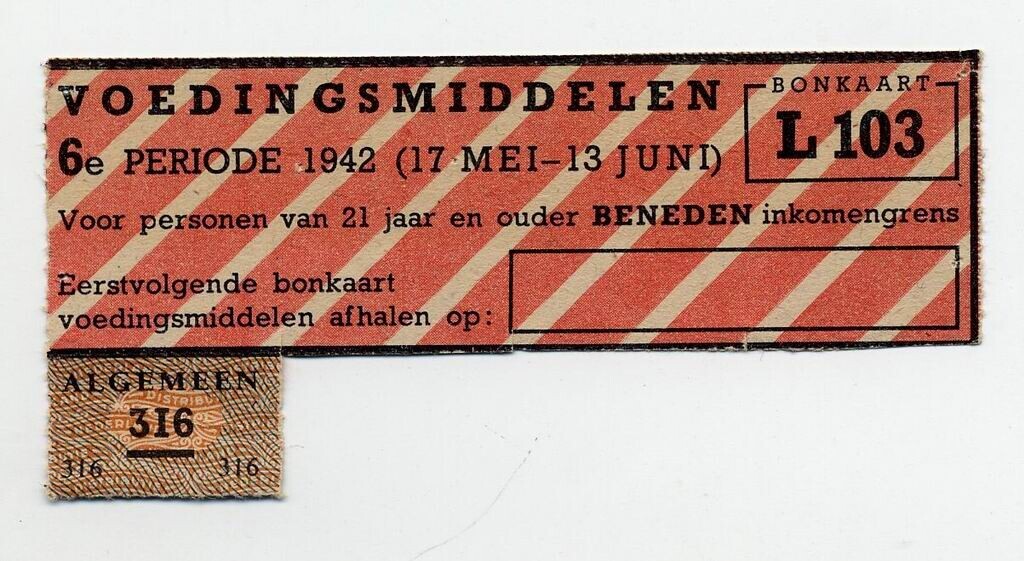 VOEDINGSMIDDELEN
BONKAART
L 103
6e PERIODE 1942 (17 MEI–13 JUNI)
Voor personen van 21 jaar en ouder BENEDEN inkomengrens
Eerstvolgende bonkaart
voedingsmiddelen afhalen op:
ALGEMEEN
DISTRIBU
316
316 316